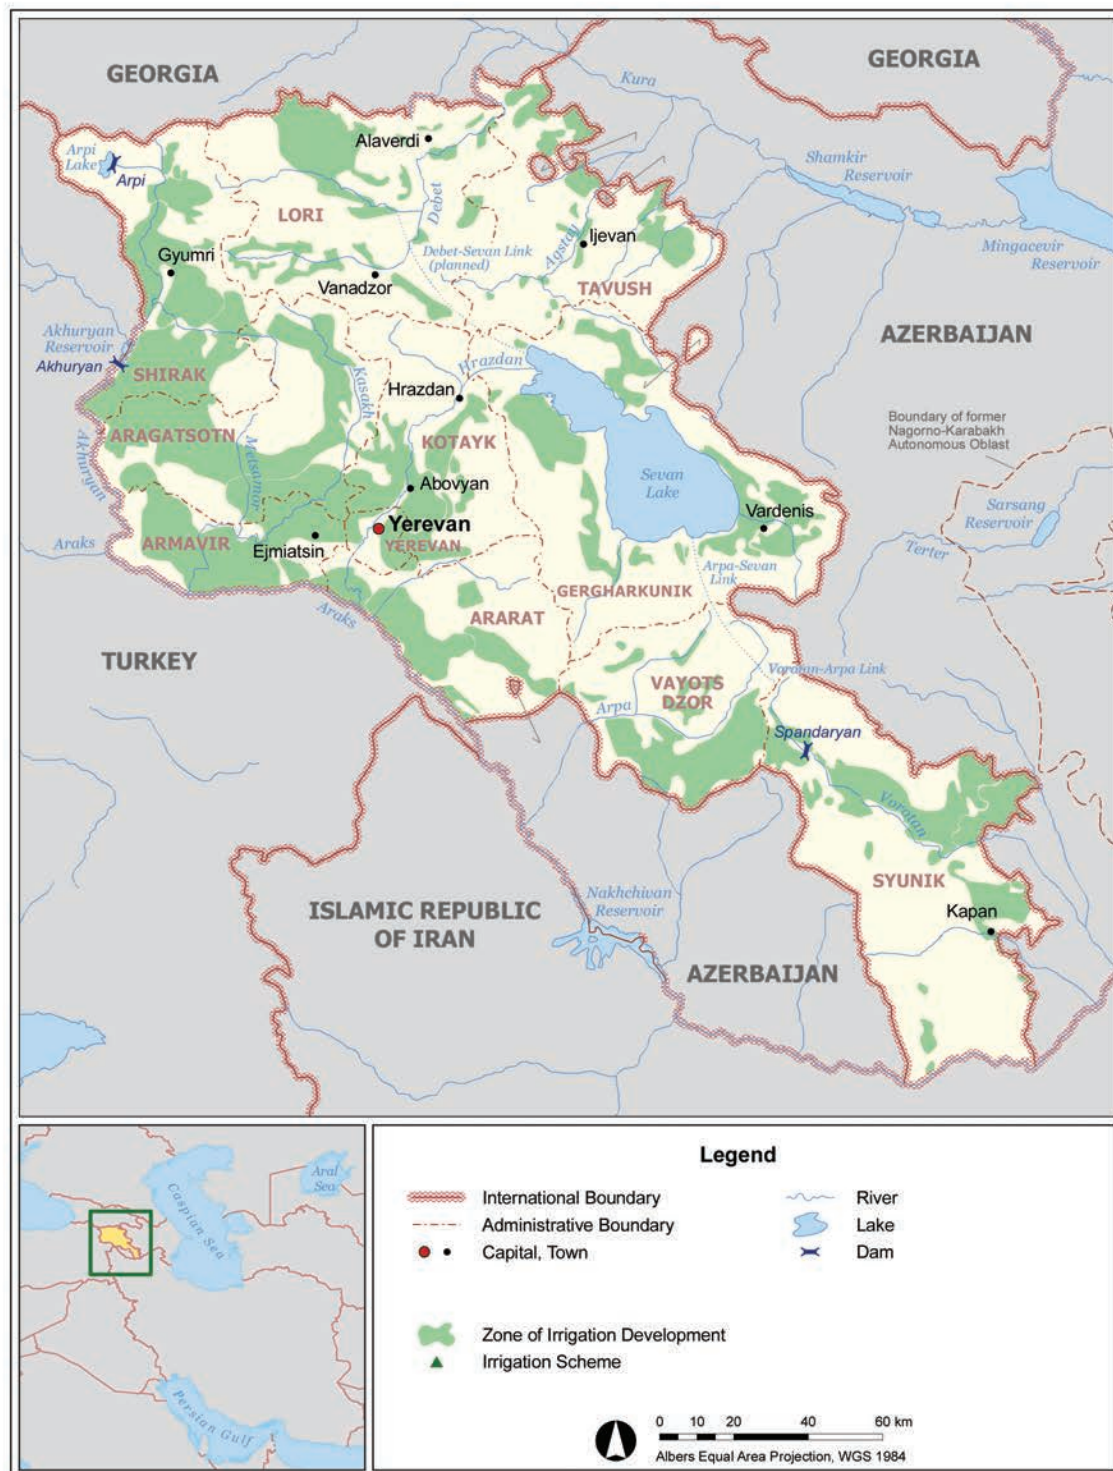 GEORGIA
GEORGIA
Kura
Alaverdi
Arpi
Lake
Arpi
Shamkir
Reservoir
LORI
Debet
Mingacevir
Reservoir
Gyumri
Debet-Sevan Link
(planned)
Agstay
Ijevan
Vanadzor
TAVUSH
Akhuryan
Reservoir
Akhuryan
AZERBAIJAN
SHIRAK
Kasakh
Hrazdan
Hrazdan
Boundary of former
Nagorno-Karabakh
Autonomous Oblast
ARAGATSOTN
KOTAYK
Akhuryan
Metsamor
Abovyan
Sevan
Lake
Sarsang
Reservoir
Vardenis
Yerevan
ARMAVIR
Ejmiatsin
YEREVAN
Araks
Terter
Arpa-Sevan
Link
GERGHARKUNIK
Araks
ARARAT
TURKEY
Vorotan-Arpa Link
VAYOTS
DZOR
Arpa
Spandaryan
Vorotan
SYUNIK
Nakhchivan
Reservoir
ISLAMIC REPUBLIC
OF IRAN
Kapan
AZERBAIJAN
Aral
Sea
Caspian Sea
Persian Gulf
Legend
International Boundary
River
Administrative Boundary
Lake
Capital, Town
Dam
Zone of Irrigation Development
Irrigation Scheme
0 10 20 40 60 km
Albers Equal Area Projection, WGS 1984